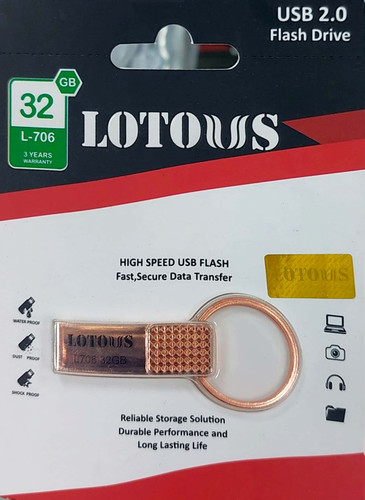 USB 2.0
Flash Drive
GB
32
L-706
3 YEARS
WARRANTY
LOTOUS
HIGH SPEED USB FLASH
Fast,Secure Data Transfer
LOTOUS
WATER PROOF
DUST PROOF
SHOCK PROOF
LOTOUS
L706 32GB
Reliable Storage Solution
Durable Performance and
Long Lasting Life